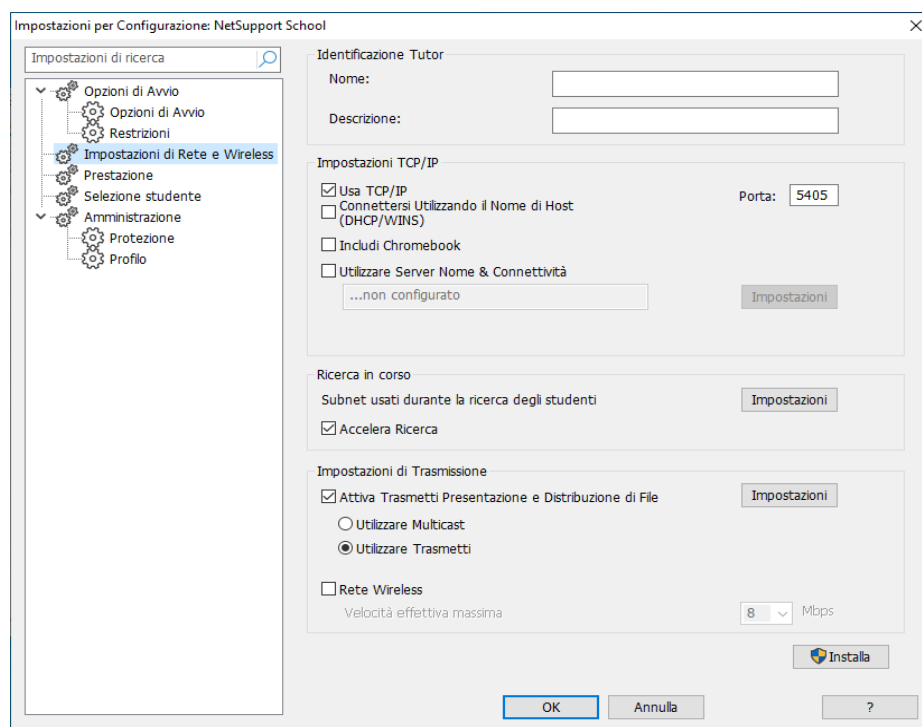 Impostazioni per Configurazione: NetSupport School
Impostazioni di ricerca
Opzioni di Avvio
Opzioni di Avvio
Restrizioni
Impostazioni di Rete e Wireless
Prestazione
Selezione studente
Amministrazione
Protezione
Profilo
Identificazione Tutor
Nome:
Descrizione:
Impostazioni TCP/IP
Usa TCP/IP
Porta: 5405
Connettersi Utilizzando il Nome di Host
(DHCP/WINS)
Includi Chromebook
Utilizzare Server Nome & Connettività
...non configurato
Impostazioni
Ricerca in corso
Subnet usati durante la ricerca degli studenti
Impostazioni
Accelera Ricerca
Impostazioni di Trasmissione
Attiva Trasmetti Presentazione e Distribuzione di File
Impostazioni
Utilizzare Multicast
Utilizzare Trasmetti
Rete Wireless
Velocità effettiva massima
8 Mbps
Installa
OK
Annulla
?